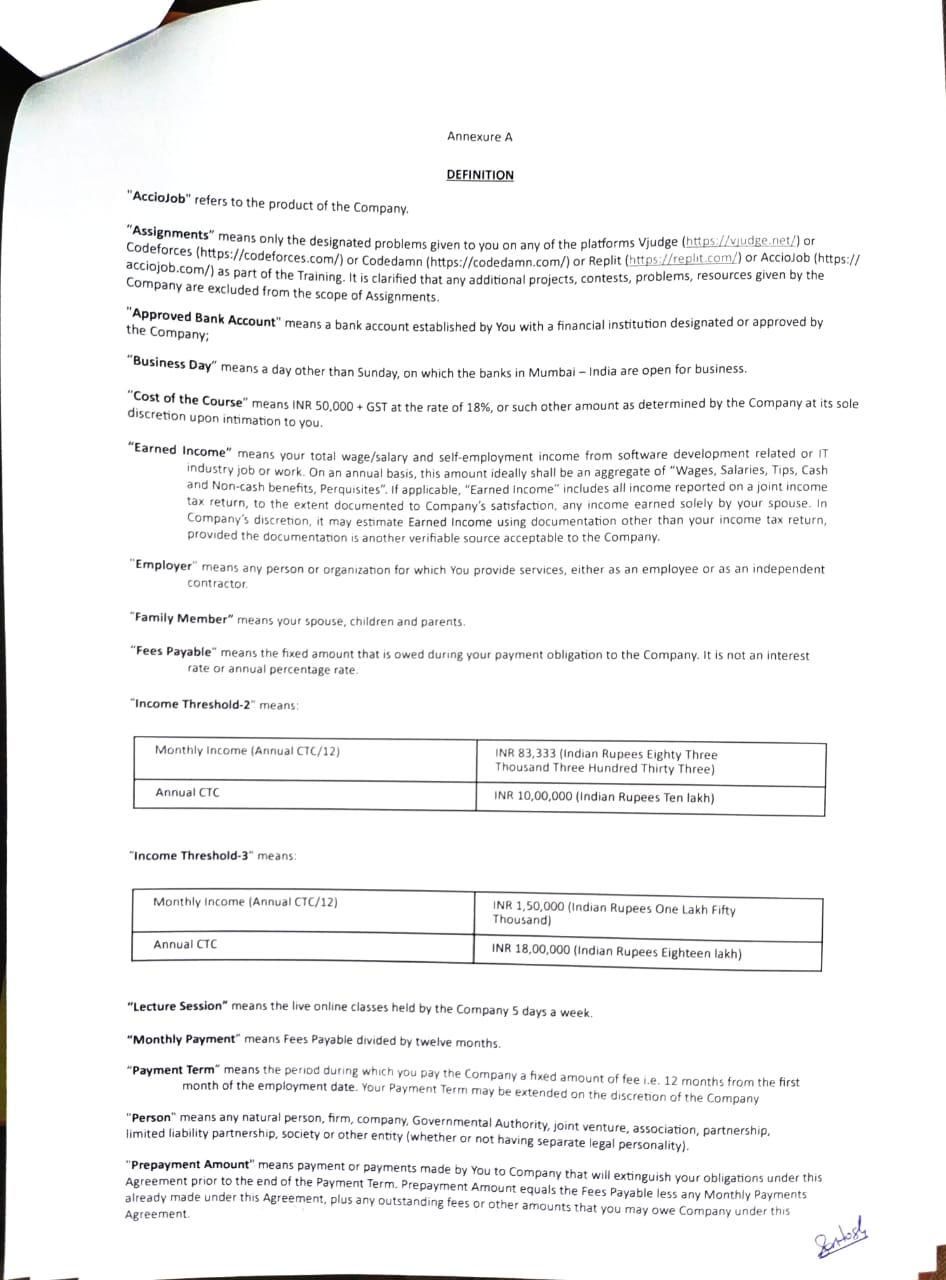 Annexure A
DEFINITION
"AccioJob" refers to the product of the Company.
"Assignments" means only the designated problems given to you on any of the platforms Vjudge (https://vjudge.net/) or
Codeforces (https://codeforces.com/) or Codedamn (https://codedamn.com/) or Replit (https://replit.com/) or AccioJob (https://
acciojob.com/) as part of the Training. It is clarified that any additional projects, contests, problems, resources given by the
Company are excluded from the scope of Assignments.
"Approved Bank Account" means a bank account established by You with a financial institution designated or approved by
the Company;
"Business Day" means a day other than Sunday, on which the banks in Mumbai – India are open for business.
"Cost of the Course" means INR 50,000 + GST at the rate of 18%, or such other amount as determined by the Company at its sole
discretion upon intimation to you.
"Earned Income" means your total wage/salary and self-employment income from software development related or IT
industry job or work. On an annual basis, this amount ideally shall be an aggregate of "Wages, Salaries, Tips, Cash
and Non-cash benefits, Perquisites". If applicable, "Earned Income" includes all income reported on a joint income
tax return, to the extent documented to Company's satisfaction, any income earned solely by your spouse. In
Company's discretion, it may estimate Earned Income using documentation other than your income tax return,
provided the documentation is another verifiable source acceptable to the Company.
"Employer" means any person or organization for which You provide services, either as an employee or as an independent
contractor.
"Family Member" means your spouse, children and parents.
"Fees Payable" means the fixed amount that is owed during your payment obligation to the Company. It is not an interest
rate or annual percentage rate.
"Income Threshold-2" means:
Monthly Income (Annual CTC/12) INR 83,333 (Indian Rupees Eighty Three
Thousand Three Hundred Thirty Three)
Annual CTC INR 10,00,000 (Indian Rupees Ten lakh)
"Income Threshold-3" means:
Monthly Income (Annual CTC/12) INR 1,50,000 (Indian Rupees One Lakh Fifty
Thousand)
Annual CTC INR 18,00,000 (Indian Rupees Eighteen lakh)
"Lecture Session" means the live online classes held by the Company 5 days a week.
"Monthly Payment" means Fees Payable divided by twelve months.
"Payment Term" means the period during which you pay the Company a fixed amount of fee i.e. 12 months from the first
month of the employment date. Your Payment Term may be extended on the discretion of the Company
"Person" means any natural person, firm, company, Governmental Authority, joint venture, association, partnership,
limited liability partnership, society or other entity (whether or not having separate legal personality).
"Prepayment Amount" means payment or payments made by You to Company that will extinguish your obligations under this
Agreement prior to the end of the Payment Term. Prepayment Amount equals the Fees Payable less any Monthly Payments
already made under this Agreement, plus any outstanding fees or other amounts that you may owe Company under this
Agreement.